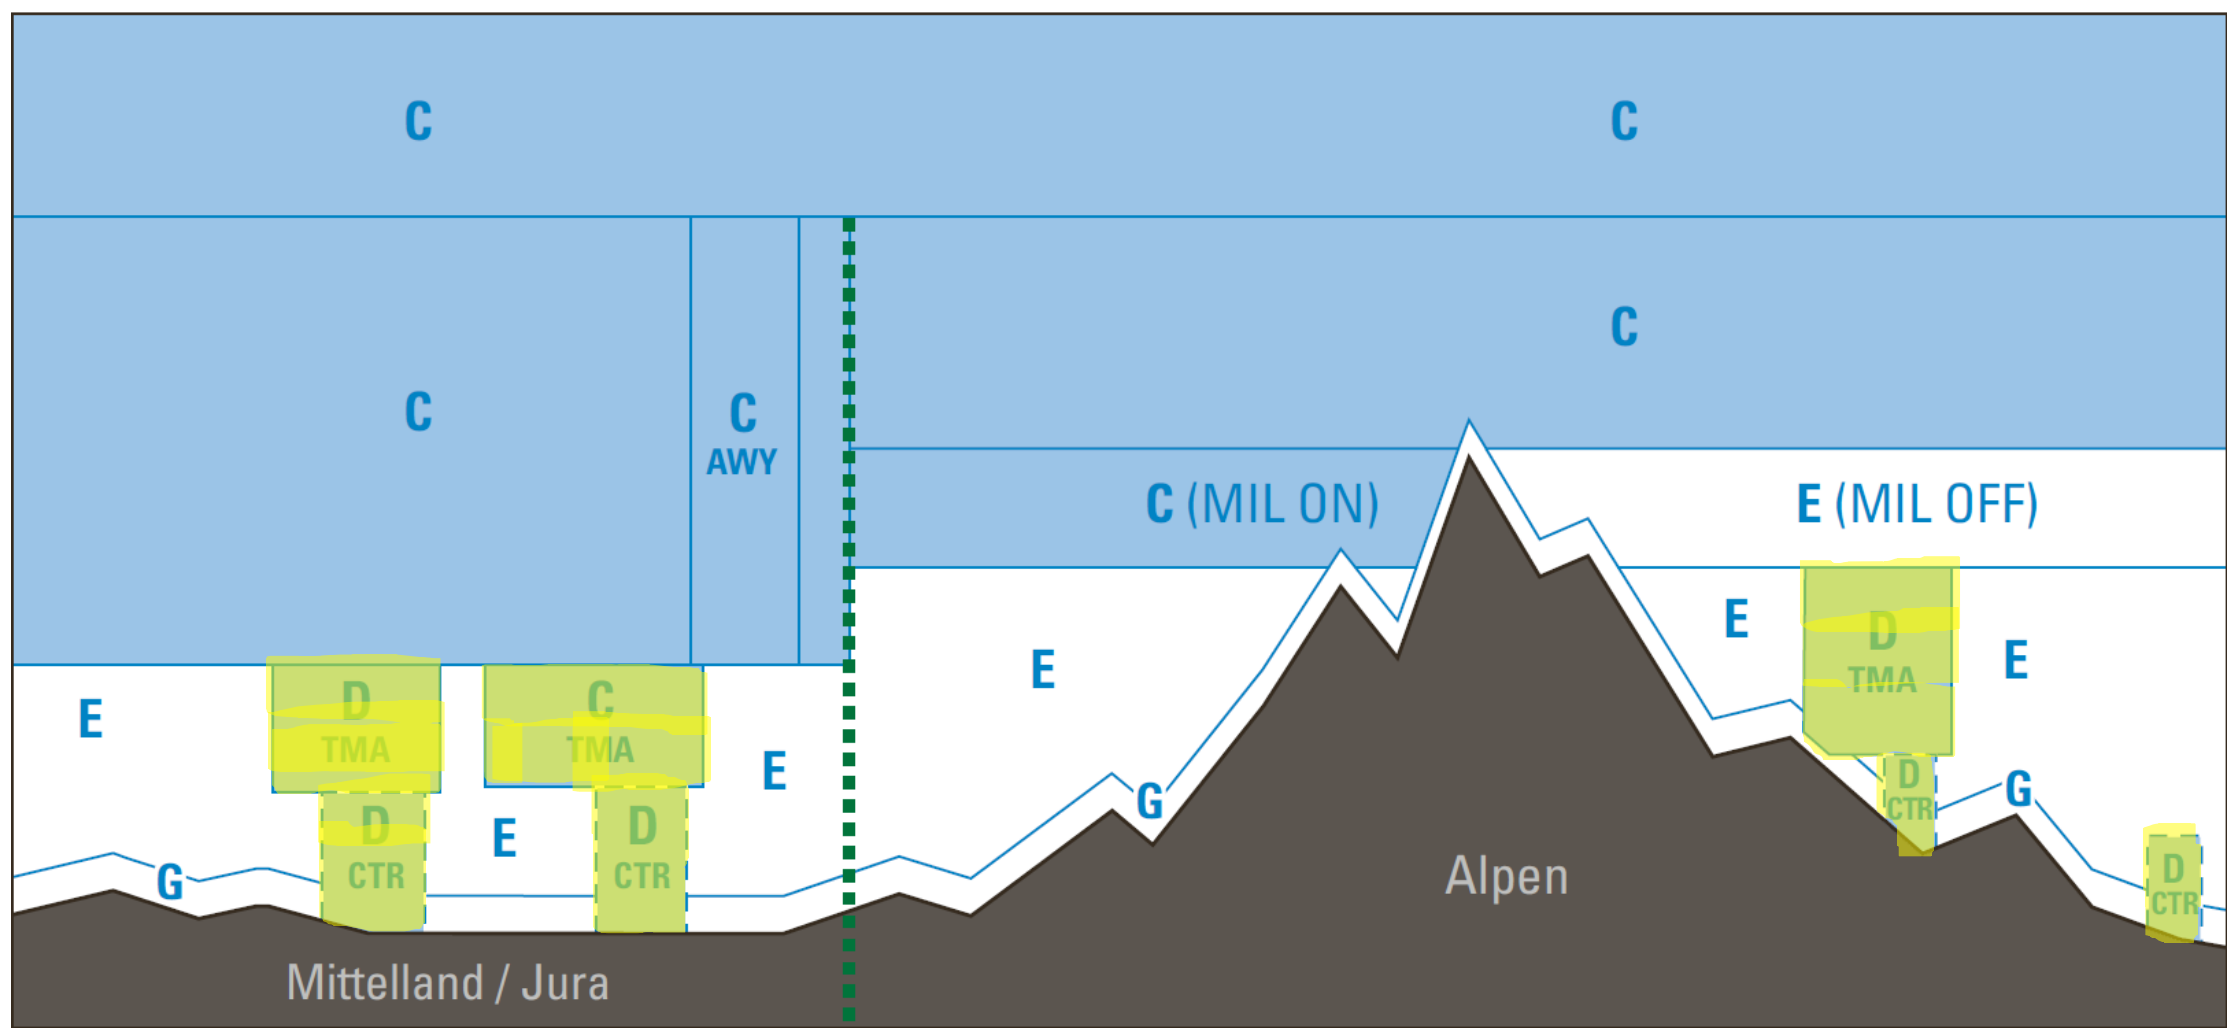 C
C
C
C
C
AWY
C (MIL ON)
E (MIL OFF)
E
D
TMA
C
TMA
E
E
E
D
TMA
E
G
D
CTR
E
D
CTR
G
D
CTR
G
D
CTR
Alpen
Mittelland / Jura